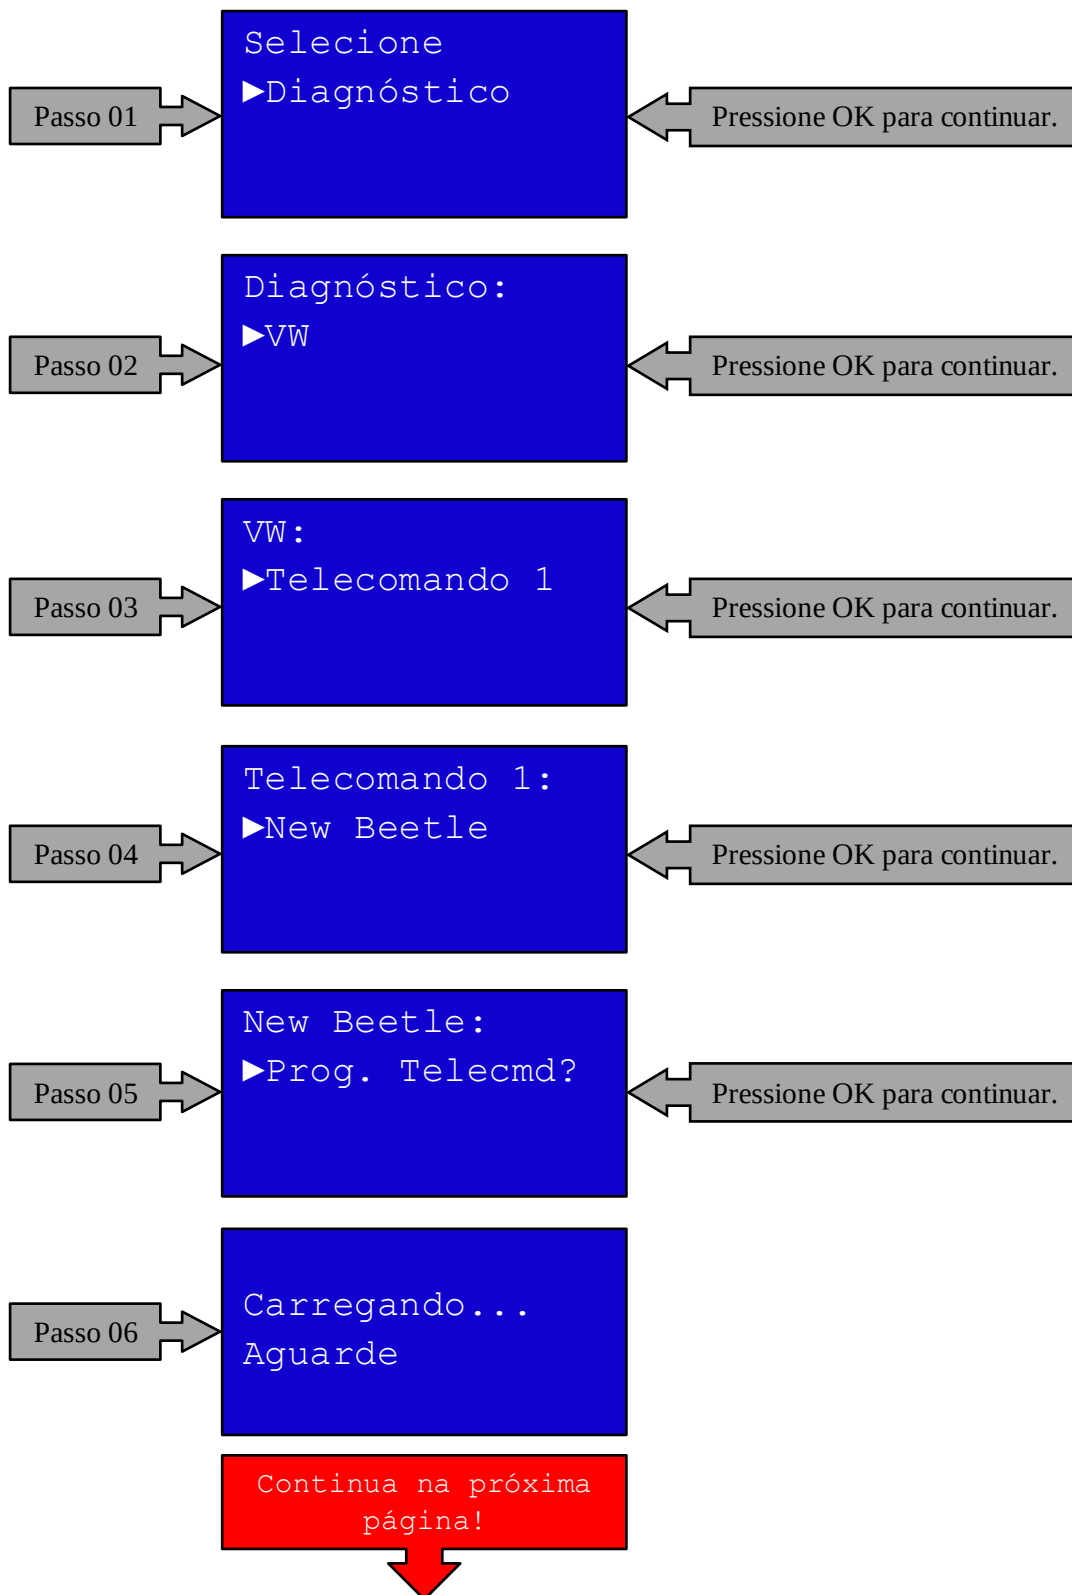 Selecione
►Diagnóstico
Passo 01
Pressione OK para continuar.
Diagnóstico:
►VW
Passo 02
Pressione OK para continuar.
VW:
►Telecomando 1
Passo 03
Pressione OK para continuar.
Telecomando 1:
►New Beetle
Passo 04
Pressione OK para continuar.
New Beetle:
►Prog. Telecmd?
Passo 05
Pressione OK para continuar.
Carregando...
Aguarde
Passo 06
Continua na próxima
página!